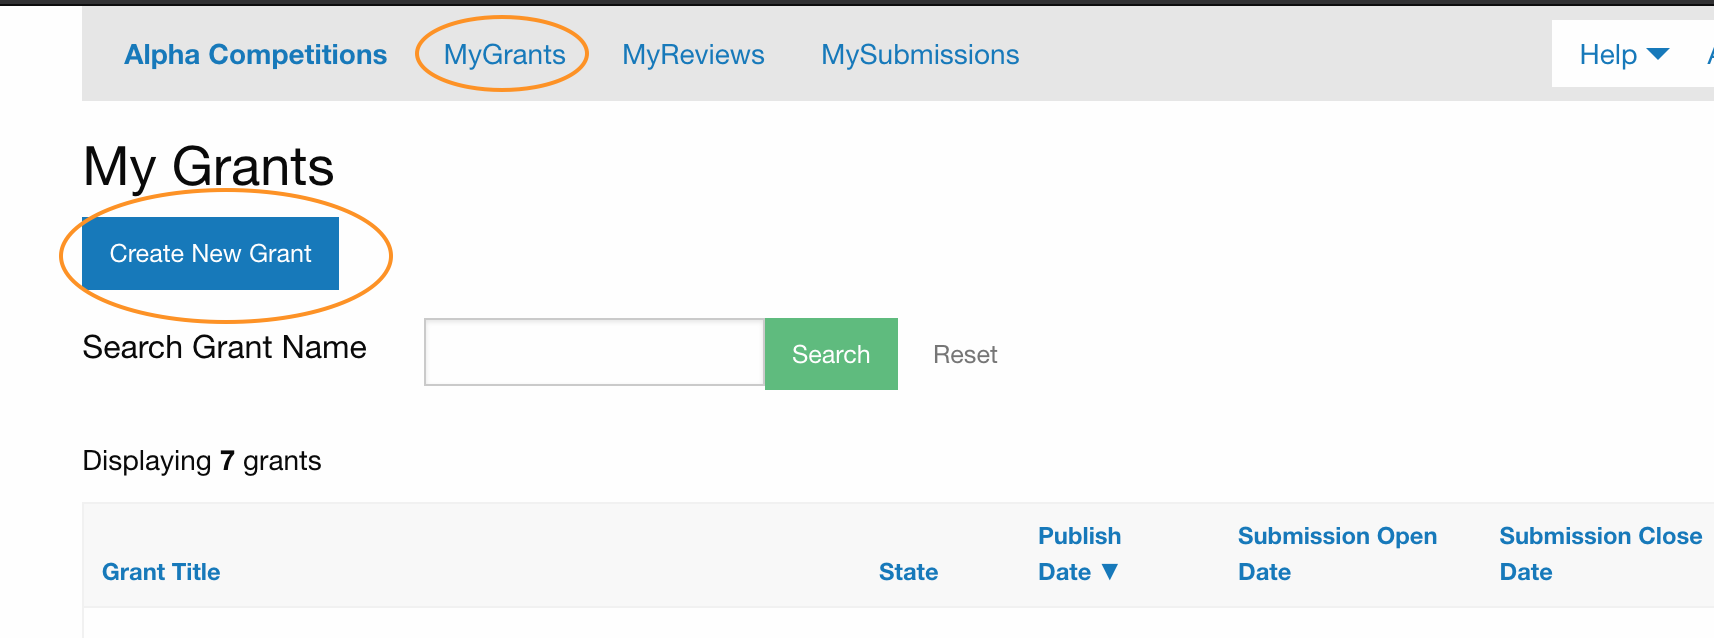 Alpha Competitions MyGrants MyReviews MySubmissions Help
My Grants
Create New Grant
Search Grant Name Search Reset
Displaying 7 grants
Grant Title State Publish Date ▼ Submission Open Date Submission Close Date